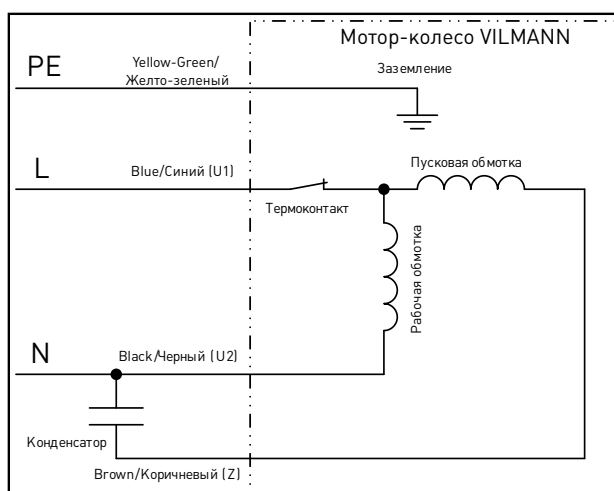 Мотор-колесо VILMANN
PE
Yellow-Green/
Желто-зеленый
Заземление
L
Blue/Синий (U1)
Термоконтакт
Пусковая обмотка
Рабочая обмотка
N
Black/Черный (U2)
Конденсатор
Brown/Коричневый (Z)